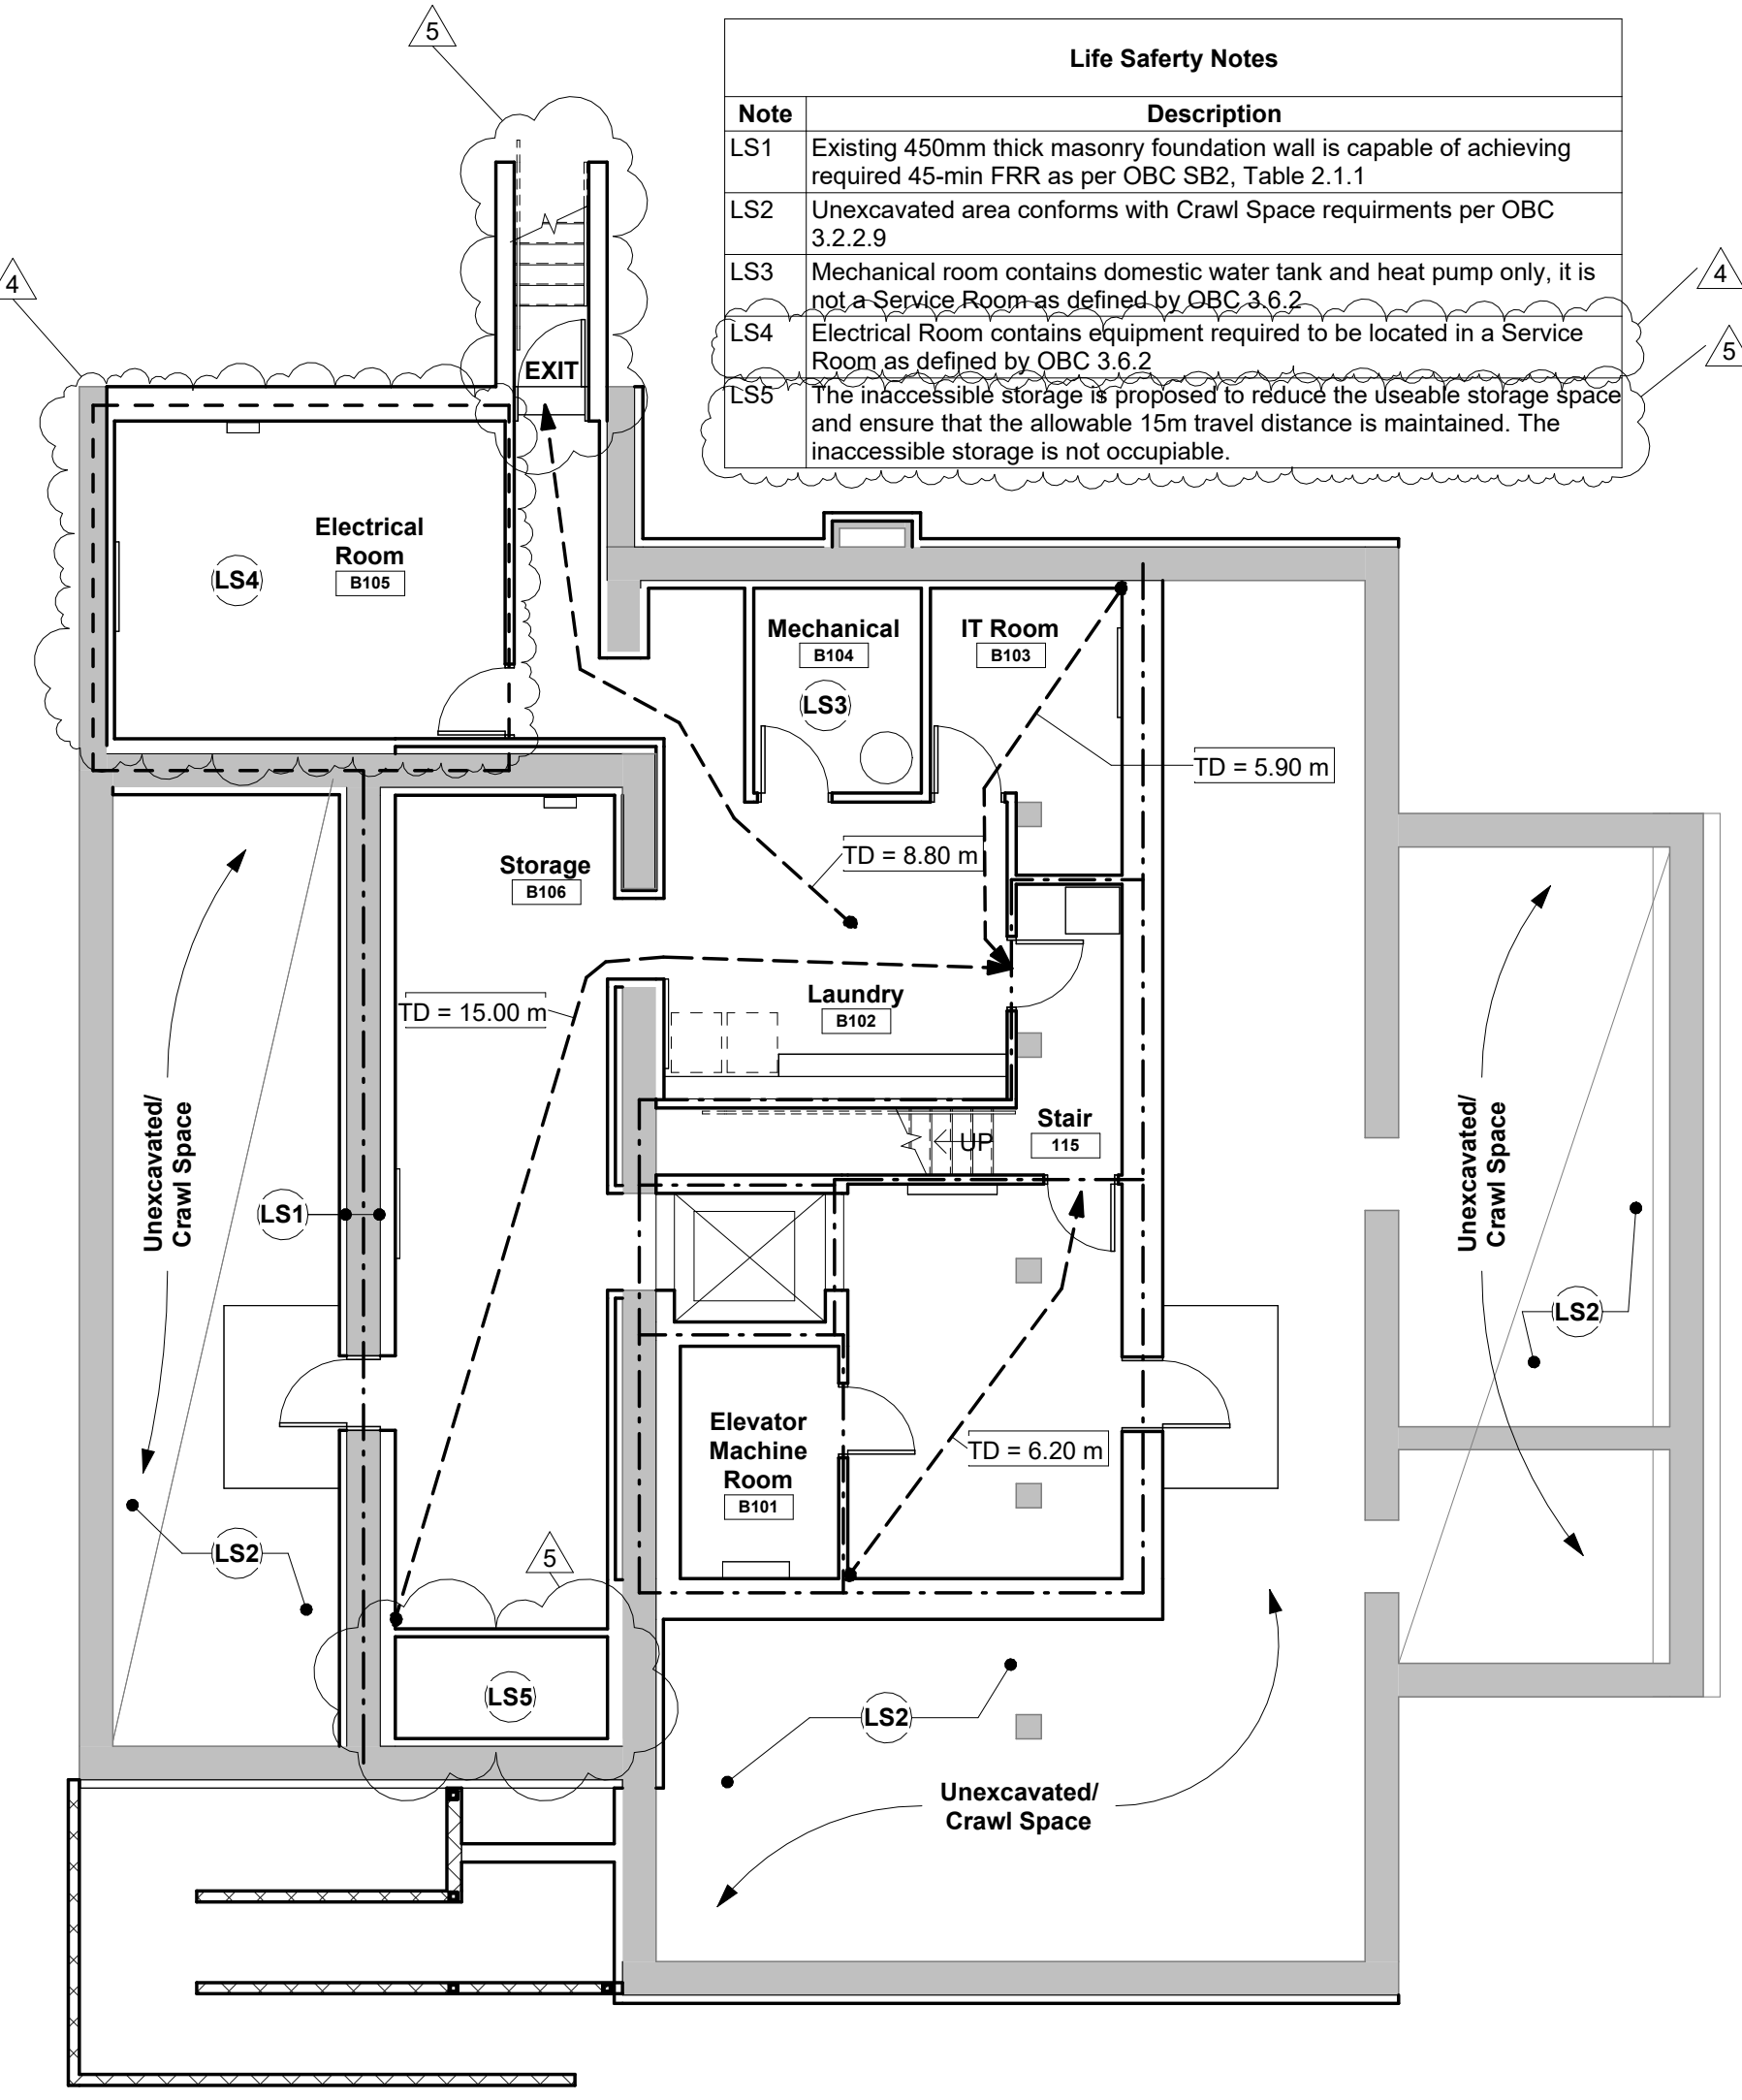 5
Life Saferty Notes
Note
Description
LS1
Existing 450mm thick masonry foundation wall is capable of achieving
required 45-min FRR as per OBC SB2, Table 2.1.1
LS2
Unexcavated area conforms with Crawl Space requirments per OBC
3.2.2.9
LS3
Mechanical room contains domestic water tank and heat pump only, it is
not a Service Room as defined by OBC 3.6.2
LS4
Electrical Room contains equipment required to be located in a Service
Room as defined by OBC 3.6.2
LS5
The inaccessible storage is proposed to reduce the useable storage space
and ensure that the allowable 15m travel distance is maintained. The
inaccessible storage is not occupiable.
4
4
5
EXIT
Electrical
Room
B105
LS4
Mechanical
B104
LS3
IT Room
B103
TD = 5.90 m
TD = 8.80 m
Storage
B106
TD = 15.00 m
Laundry
B102
Stair
115
UP
Unexcavated/
Crawl Space
LS1
Unexcavated/
Crawl Space
LS2
Elevator
Machine
Room
B101
TD = 6.20 m
LS2
5
LS5
LS2
Unexcavated/
Crawl Space